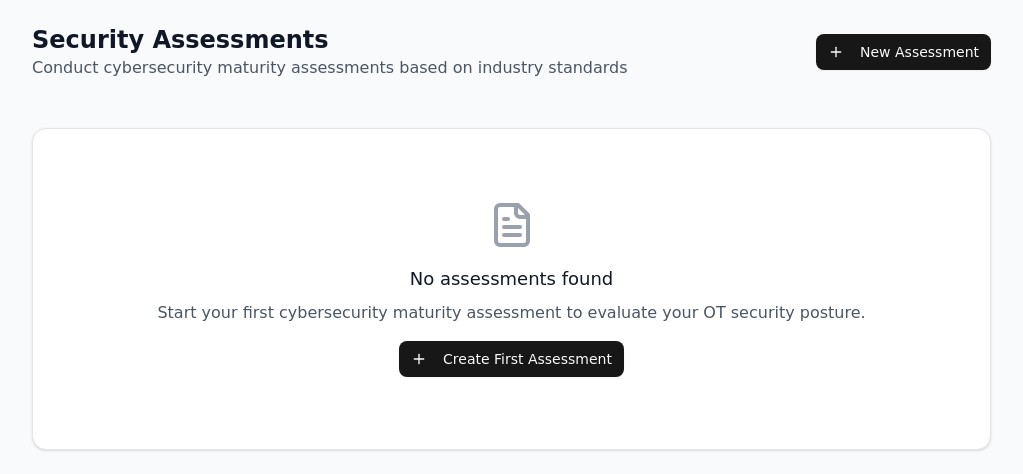 Security Assessments
Conduct cybersecurity maturity assessments based on industry standards
New Assessment
No assessments found
Start your first cybersecurity maturity assessment to evaluate your OT security posture.
Create First Assessment